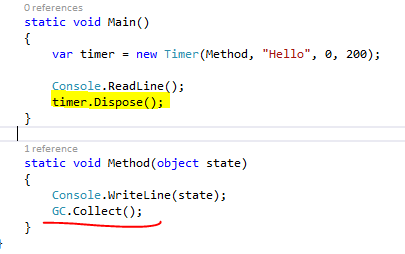 0 references
static void Main()
{
var timer = new Timer(Method, "Hello", 0, 200);
Console.ReadLine();
timer.Dispose();
}
1 reference
static void Method(object state)
{
Console.WriteLine(state);
GC.Collect();
}
}